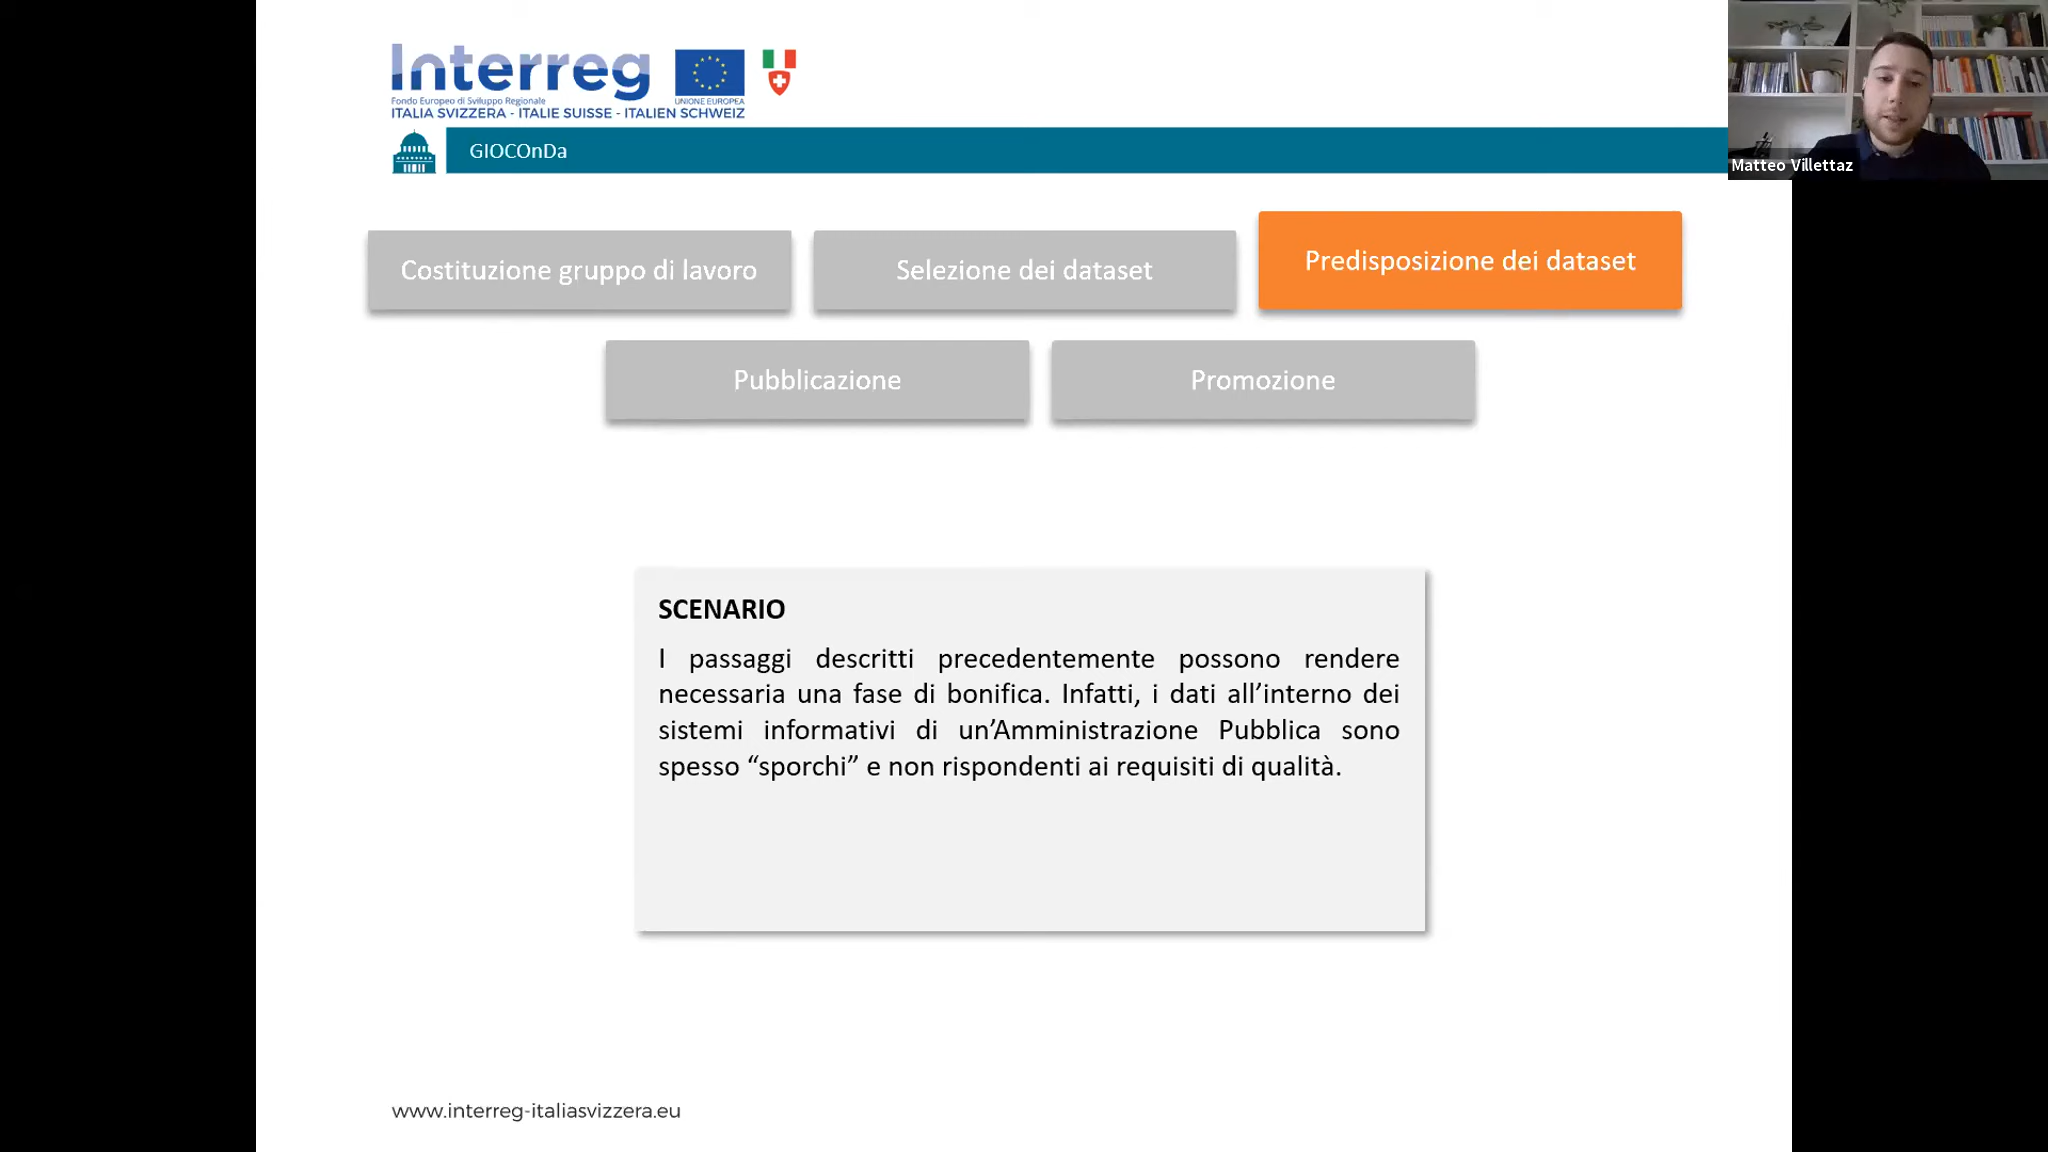 Interreg
Fondo Europeo di Sviluppo Regionale
UNIONE EUROPEA
ITALIA SVIZZERA - ITALIE SUISSE - ITALIEN SCHWEIZ
GIOCOnDa
Matteo Villettaz
Costituzione gruppo di lavoro
Selezione dei dataset
Predisposizione dei dataset
Pubblicazione
Promozione
SCENARIO
I passaggi descritti precedentemente possono rendere
necessaria una fase di bonifica. Infatti, i dati all’interno dei
sistemi informativi di un’Amministrazione Pubblica sono
spesso “sporchi” e non rispondenti ai requisiti di qualità.
www.interreg-italiasvizzera.eu